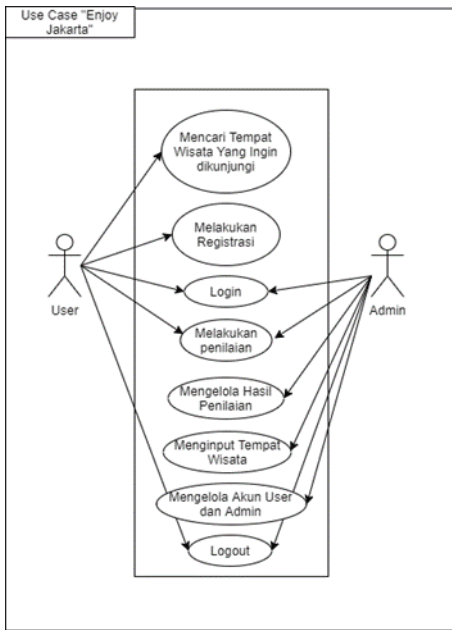 Use Case "Enjoy
Jakarta"
Mencari Tempat
Wisata Yang Ingin
dikunjungi
Melakukan
Registrasi
Login
User
Admin
Melakukan
penilaian
Mengelola Hasil
Penilaian
Menginput Tempat
Wisata
Mengelola Akun User
dan Admin
Logout